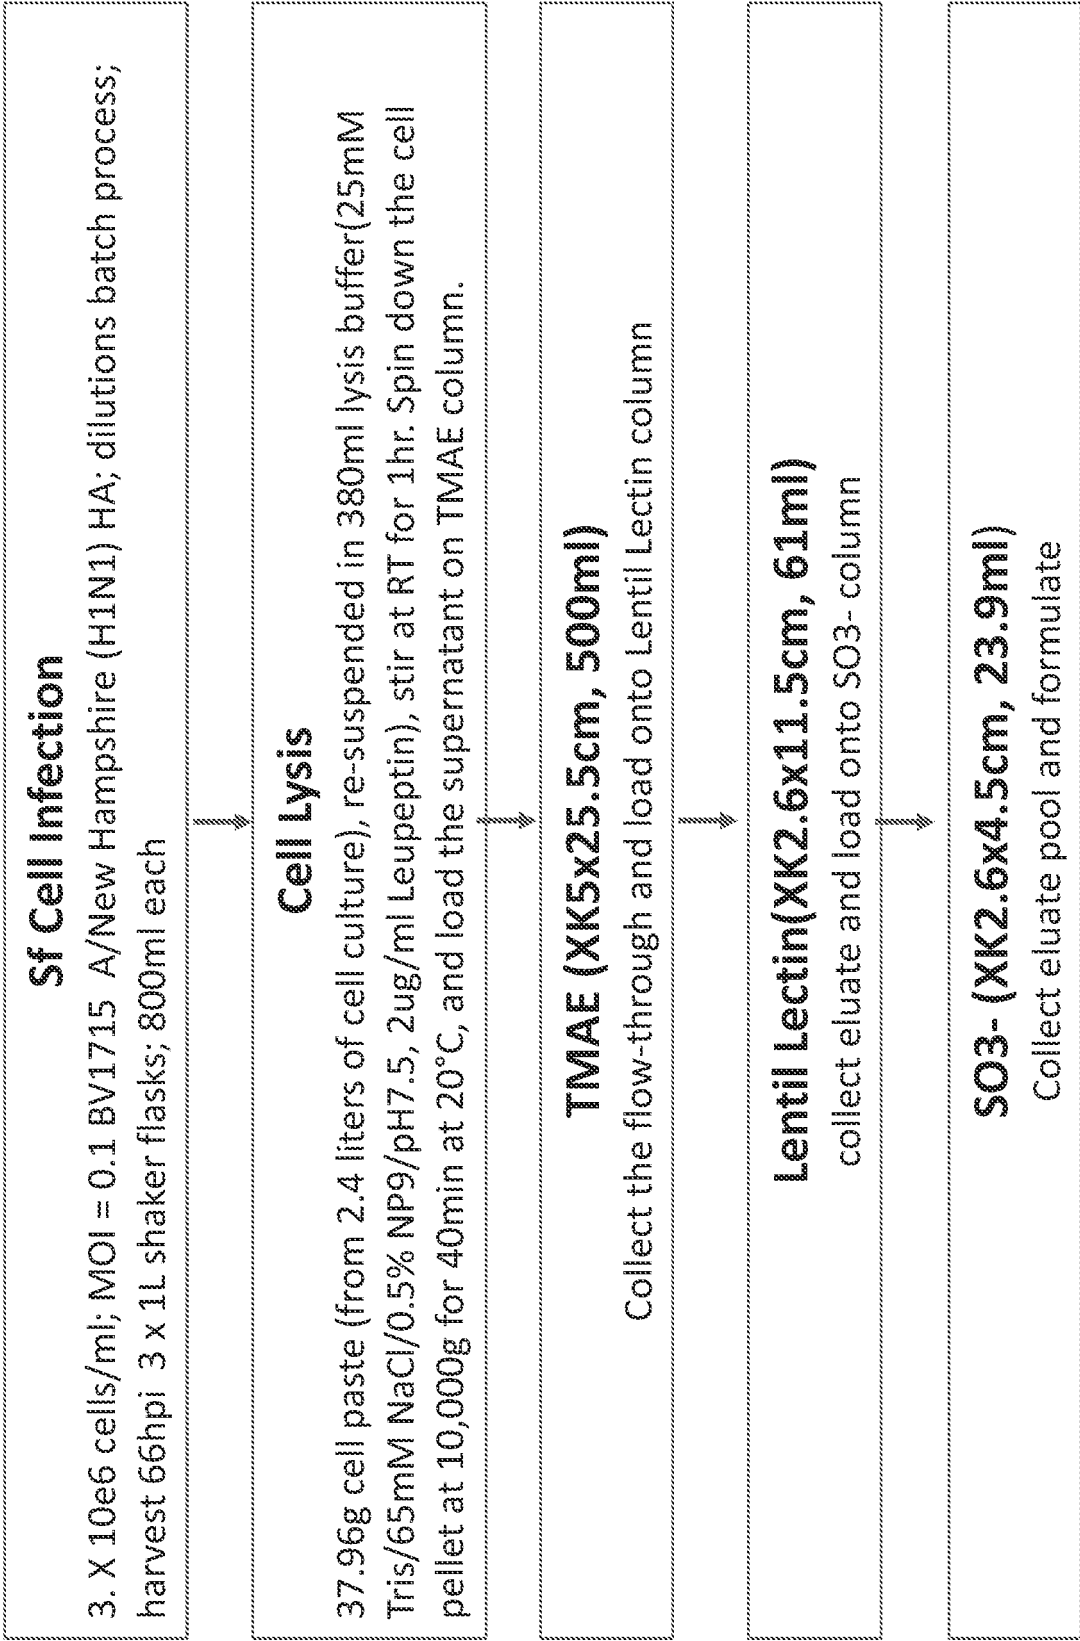 Sf Cell Infection
3. X 10e6 cells/ml; MOI = 0.1 BV1715 A/New Hampshire (H1N1) HA; dilutions batch process;
harvest 66hpi 3 x 1L shaker flasks; 800ml each
Cell Lysis
37.96g cell paste (from 2.4 liters of cell culture), re-suspended in 380ml lysis buffer(25mM
Tris/65mM NaCl/0.5% NP9/pH7.5, 2ug/ml Leupeptin), stir at RT for 1hr. Spin down the cell
pellet at 10,000g for 40min at 20°C, and load the supernatant on TMAE column.
TMAE (XK5x25.5cm, 500ml)
Collect the flow-through and load onto Lentil Lectin column
Lentil Lectin(XK2.6x11.5cm, 61ml)
collect eluate and load onto SO3- column
SO3- (XK2.6x4.5cm, 23.9ml)
Collect eluate pool and formulate